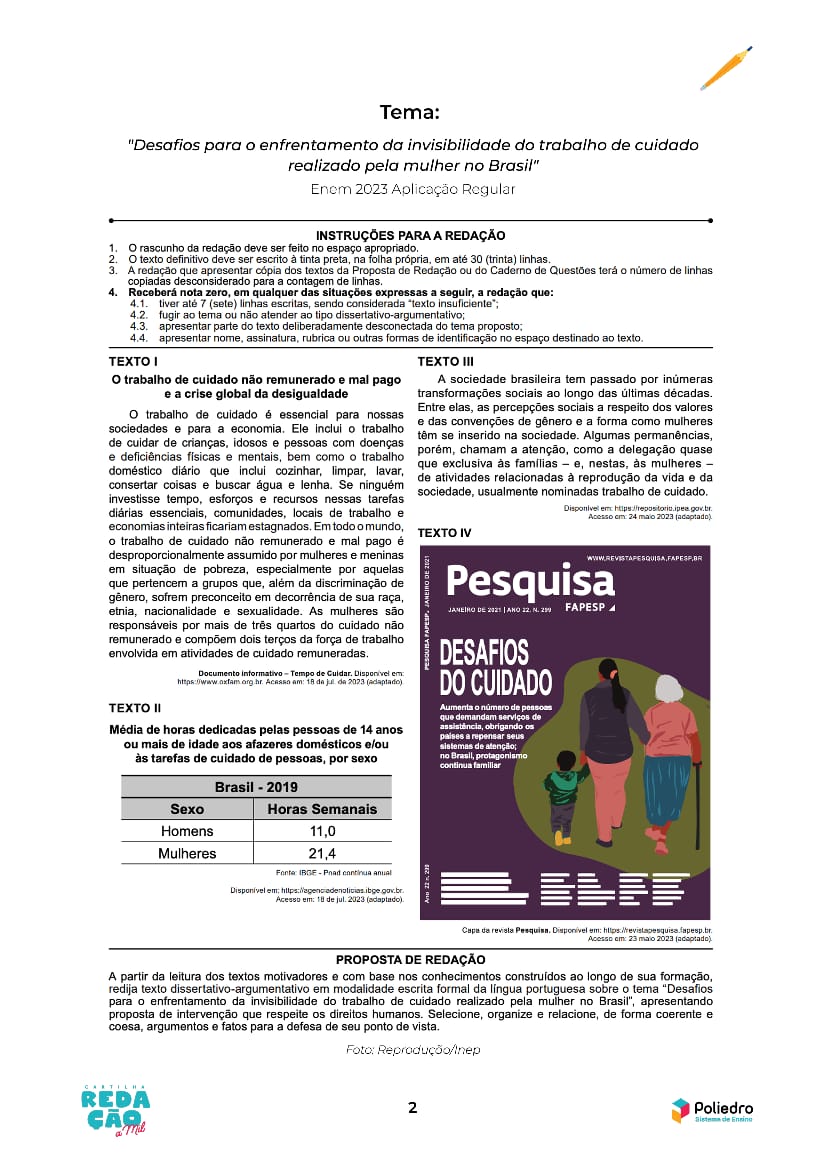 Tema:
"Desafios para o enfrentamento da invisibilidade do trabalho de cuidado
realizado pela mulher no Brasil"
Enem 2023 Aplicação Regular
INSTRUÇÕES PARA A REDAÇÃO
1. O rascunho da redação deve ser feito no espaço apropriado.
2. O texto definitivo deve ser escrito à tinta preta, na folha própria, em até 30 (trinta) linhas.
3. A redação que apresentar cópia dos textos da Proposta de Redação ou do Caderno de Questões terá o número de linhas
copiadas desconsiderado para a contagem de linhas.
4. Receberá nota zero, em qualquer das situações expressas a seguir, a redação que:
4.1. tiver até 7 (sete) linhas escritas, sendo considerada “texto insuficiente”;
4.2. fugir ao tema ou não atender ao tipo dissertativo-argumentativo;
4.3. apresentar parte do texto deliberadamente desconectada do tema proposto;
4.4. apresentar nome, assinatura, rubrica ou outras formas de identificação no espaço destinado ao texto.
TEXTO I
O trabalho de cuidado não remunerado e mal pago
e a crise global da desigualdade
O trabalho de cuidado é essencial para nossas
sociedades e para a economia. Ele inclui o trabalho
de cuidar de crianças, idosos e pessoas com doenças
e deficiências físicas e mentais, bem como o trabalho
doméstico diário que inclui cozinhar, limpar, lavar,
consertar coisas e buscar água e lenha. Se ninguém
investisse tempo, esforços e recursos nessas tarefas
diárias essenciais, comunidades, locais de trabalho e
economias inteiras ficariam estagnados. Em todo o mundo,
o trabalho de cuidado não remunerado e mal pago é
desproporcionalmente assumido por mulheres e meninas
em situação de pobreza, especialmente por aquelas
que pertencem a grupos que, além da discriminação de
gênero, sofrem preconceito em decorrência de sua raça,
etnia, nacionalidade e sexualidade. As mulheres são
responsáveis por mais de três quartos do cuidado não
remunerado e compõem dois terços da força de trabalho
envolvida em atividades de cuidado remuneradas.
Documento informativo – Tempo de Cuidar. Disponível em:
https://www.oxfam.org.br. Acesso em: 18 de jul. de 2023 (adaptado).
TEXTO II
Média de horas dedicadas pelas pessoas de 14 anos
ou mais de idade aos afazeres domésticos e/ou
às tarefas de cuidado de pessoas, por sexo
Brasil - 2019
Sexo Horas Semanais
Homens 11,0
Mulheres 21,4
Fonte: IBGE - Pnad contínua anual
Disponível em: https://agenciadenoticias.ibge.gov.br.
Acesso em: 18 de jul. 2023 (adaptado).
TEXTO III
A sociedade brasileira tem passado por inúmeras
transformações sociais ao longo das últimas décadas.
Entre elas, as percepções sociais a respeito dos valores
e das convenções de gênero e a forma como mulheres
têm se inserido na sociedade. Algumas permanências,
porém, chamam a atenção, como a delegação quase
que exclusiva às famílias – e, nestas, às mulheres –
de atividades relacionadas à reprodução da vida e da
sociedade, usualmente nominadas trabalho de cuidado.
Disponível em: https://repositorio.ipea.gov.br.
Acesso em: 24 maio 2023 (adaptado).
TEXTO IV
WWW.REVISTAPESQUISA.FAPESP.BR
PESQUISA FAPESP. JANEIRO DE 2021
Pesquisa
JANEIRO DE 2021 | ANO 22, N. 299 FAPESP
DESAFIOS
DO CUIDADO
Aumenta o número de pessoas
que demandam serviços de
assistência, obrigando os
países a repensar seus
sistemas de atenção;
no Brasil, protagonismo
continua familiar
Ano 22 n. 299
Capa da revista Pesquisa. Disponível em: https://revistapesquisa.fapesp.br.
Acesso em: 23 maio 2023 (adaptado).
PROPOSTA DE REDAÇÃO
A partir da leitura dos textos motivadores e com base nos conhecimentos construídos ao longo de sua formação,
redija texto dissertativo-argumentativo em modalidade escrita formal da língua portuguesa sobre o tema “Desafios
para o enfrentamento da invisibilidade do trabalho de cuidado realizado pela mulher no Brasil”, apresentando
proposta de intervenção que respeite os direitos humanos. Selecione, organize e relacione, de forma coerente e
coesa, argumentos e fatos para a defesa de seu ponto de vista.
Foto: Reprodução/Inep
CARTILHA
REDA
ÇÃO
a Mil
2
Poliedro
Sistema de Ensino